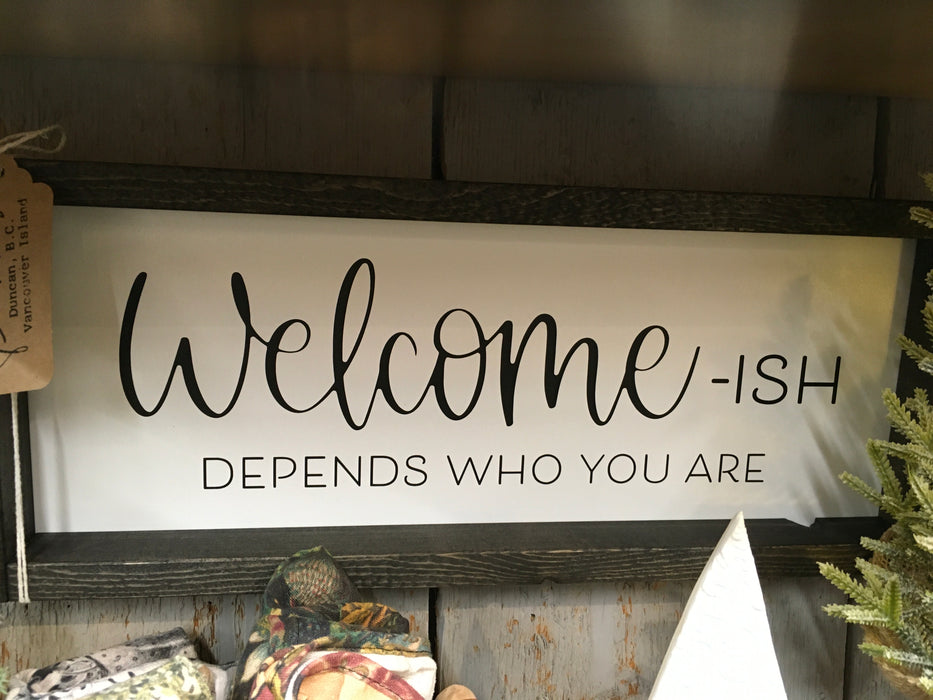 Welcome -ISH
DEPENDS WHO YOU ARE
Duncan, B.C.
Vancouver Island